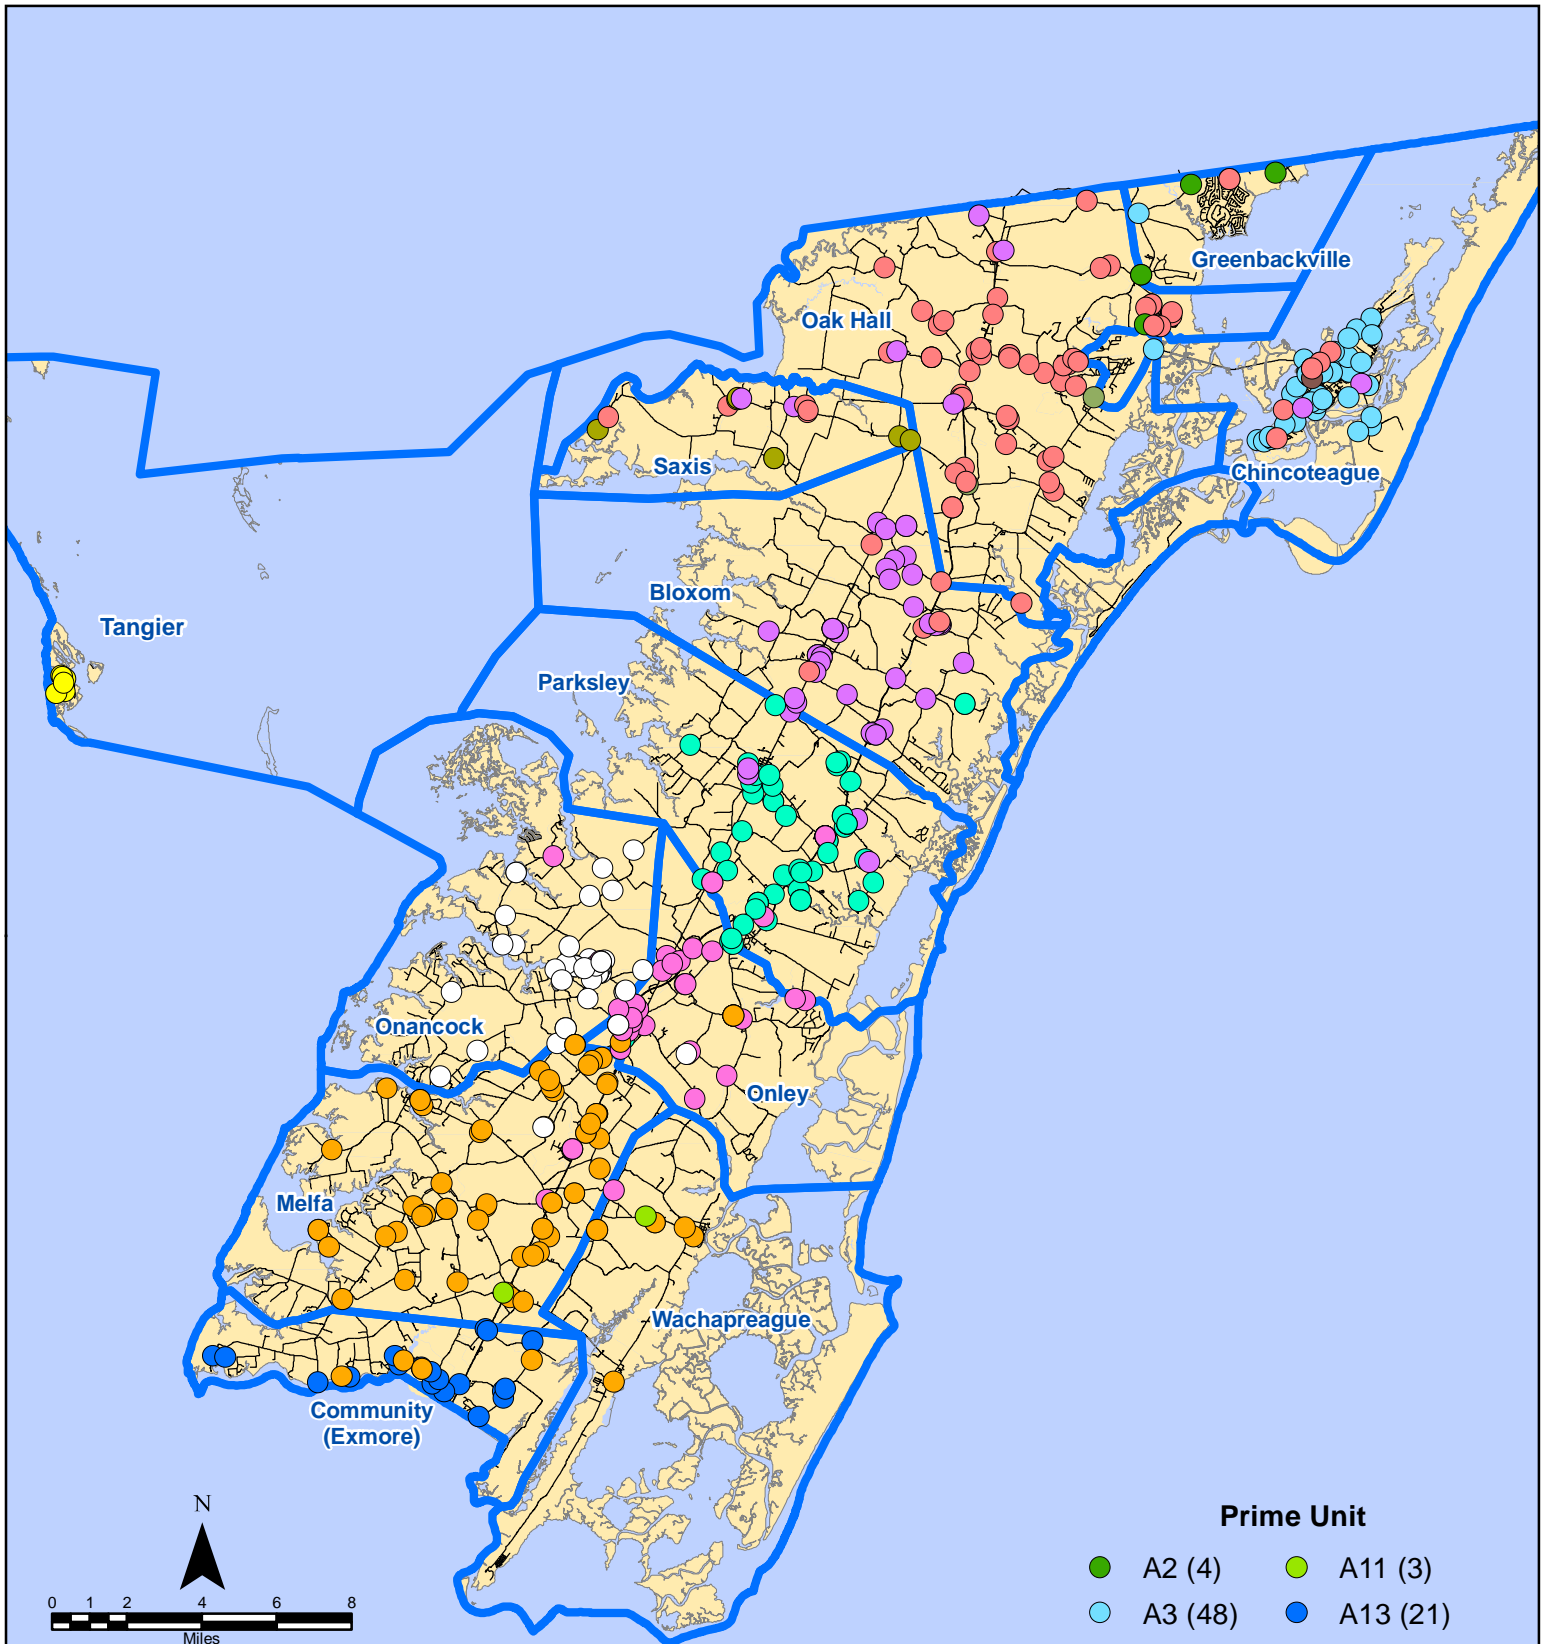 Greenbackville
Oak Hall
Saxis
Chincoteague
Bloxom
Tangier
Parksley
Onancock
Onley
Melfa
Wachapreague
Community
(Exmore)
N
0 1 2 4 6 8
Miles
Prime Unit
A2 (4) A11 (3)
A3 (48) A13 (21)